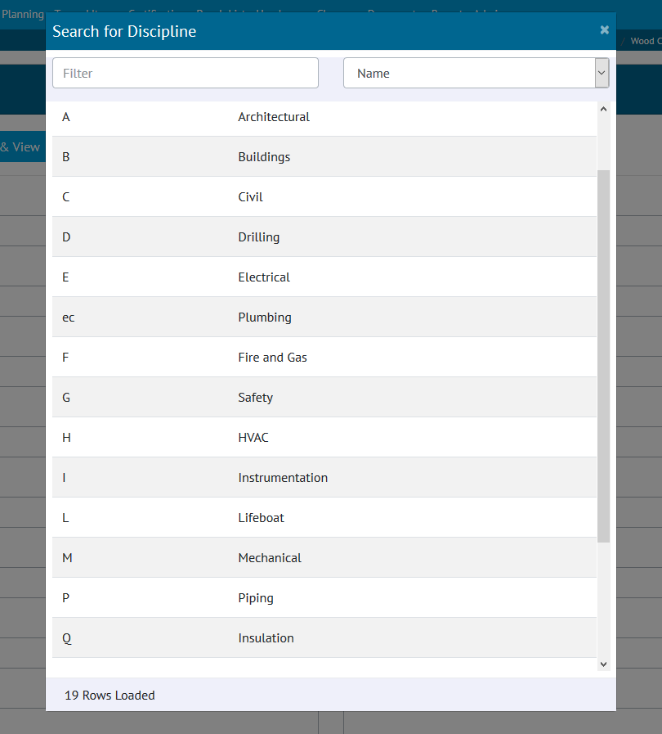 Planning
Search for Discipline
×
Wood C
Filter
Name
& View
A Architectural
B Buildings
C Civil
D Drilling
E Electrical
ec Plumbing
F Fire and Gas
G Safety
H HVAC
I Instrumentation
L Lifeboat
M Mechanical
P Piping
Q Insulation
19 Rows Loaded